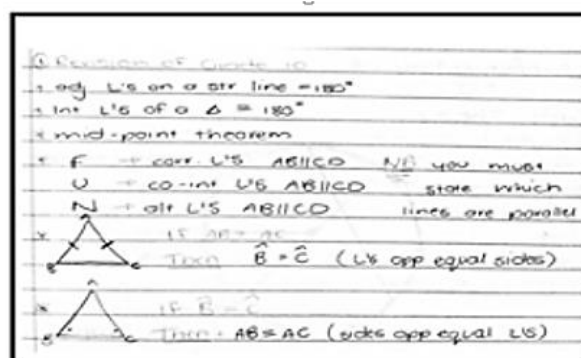 ① Revision of Grade 10
* adj L's on a str line = 180°
* Int L's of a Δ = 180°
* mid-point theorem
* F → corr. L'S AB||CD NB you must
U → co-int L'S AB||CD state which
N → alt L'S AB||CD lines are parallel
* A IF AB = AC
B C Then B̂ = Ĉ (L's opp equal sides)
* A IF B̂ = Ĉ
B C Then AB = AC (sides opp equal L's)